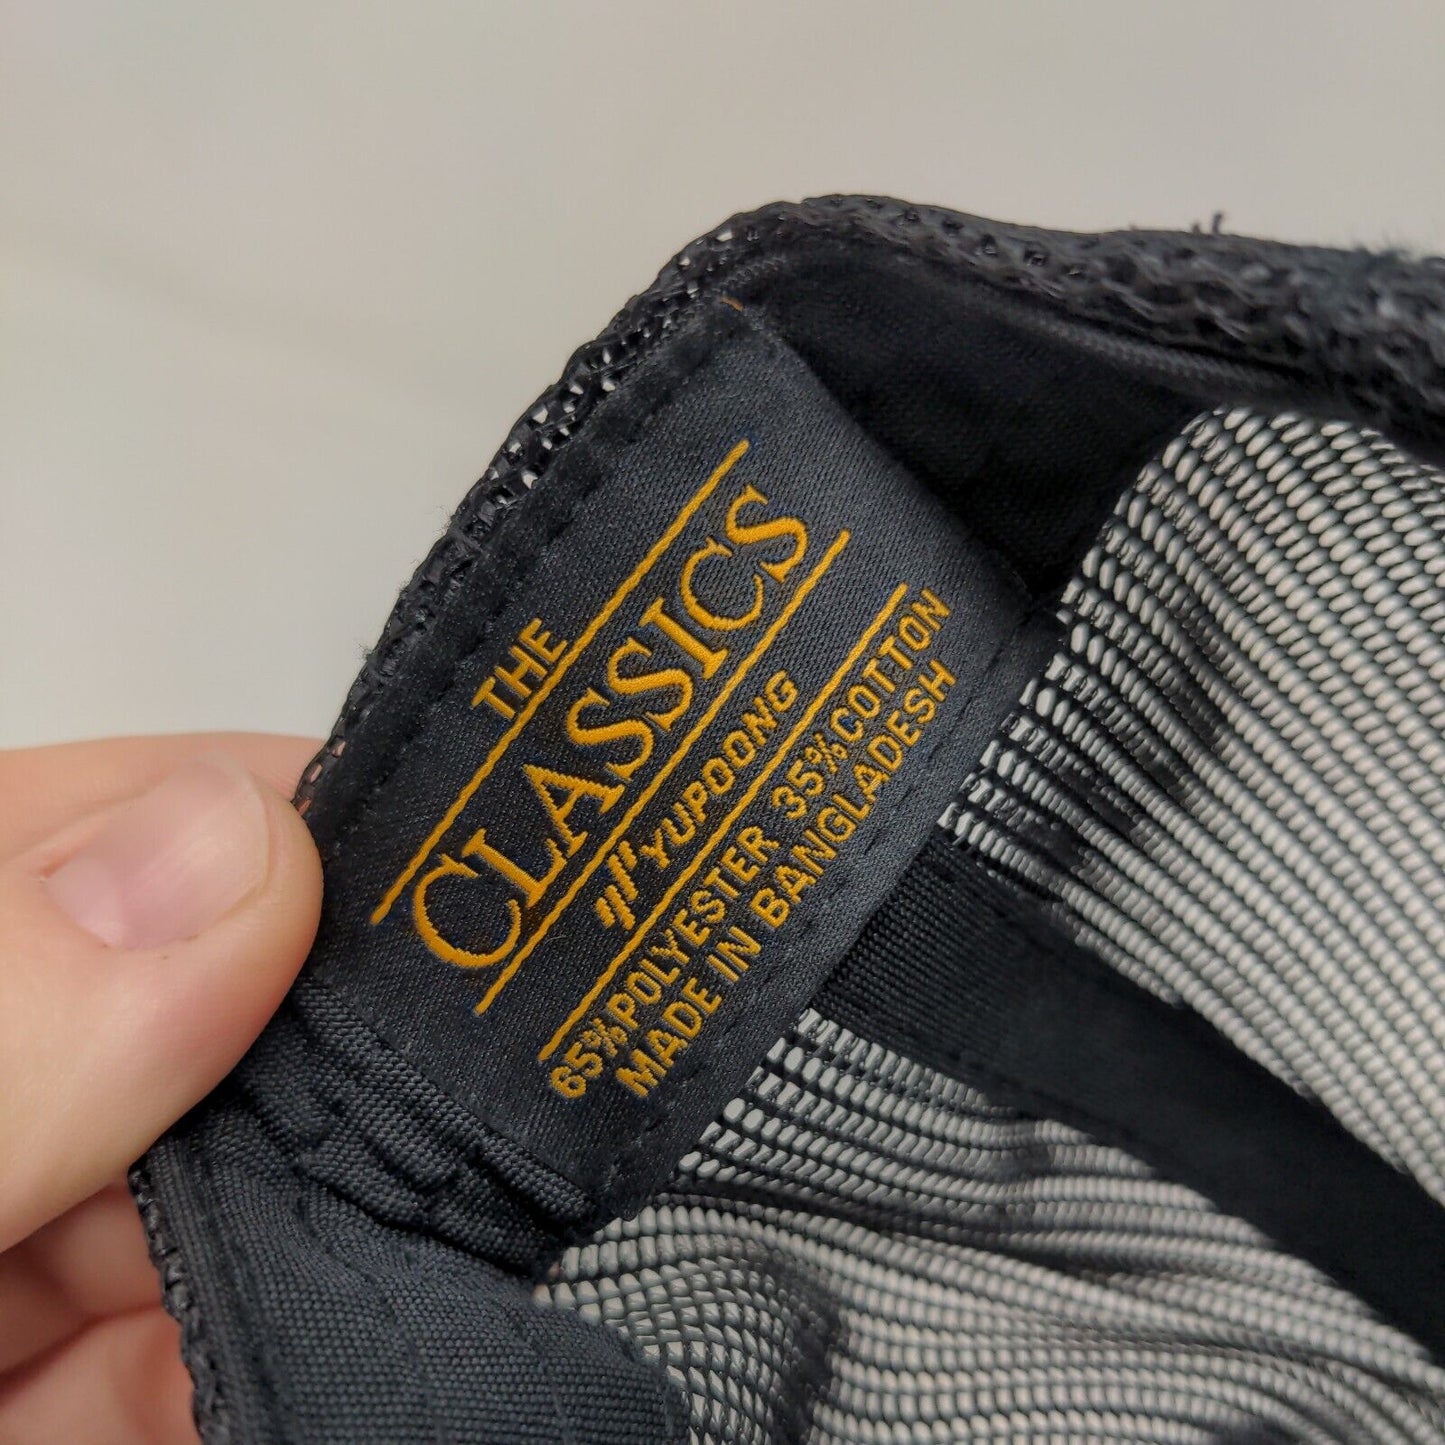 THE
CLASSICS
YUPOONG
65% POLYESTER 35% COTTON
MADE IN BANGLADESH